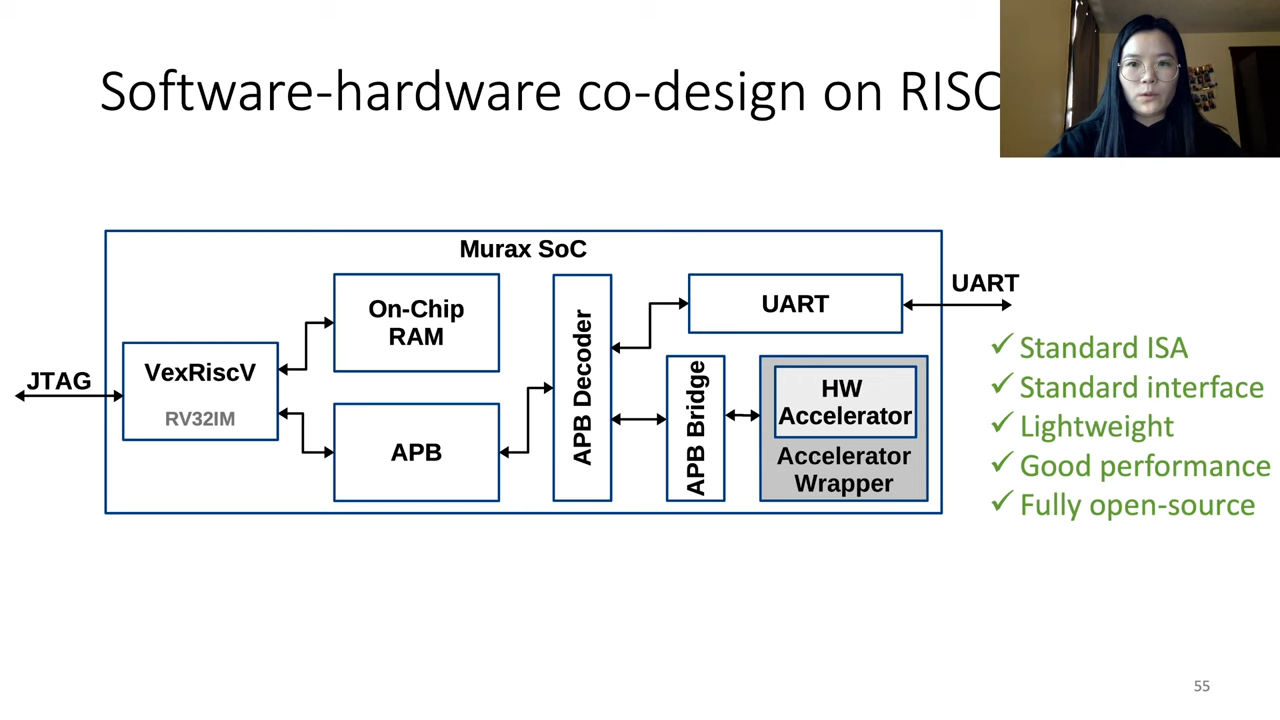 Software-hardware co-design on RISC
Murax SoC
JTAG
VexRiscV
RV32IM
On-Chip
RAM
APB
APB Decoder
UART
UART
APB Bridge
HW
Accelerator
Accelerator
Wrapper
✓ Standard ISA
✓ Standard interface
✓ Lightweight
✓ Good performance
✓ Fully open-source
55